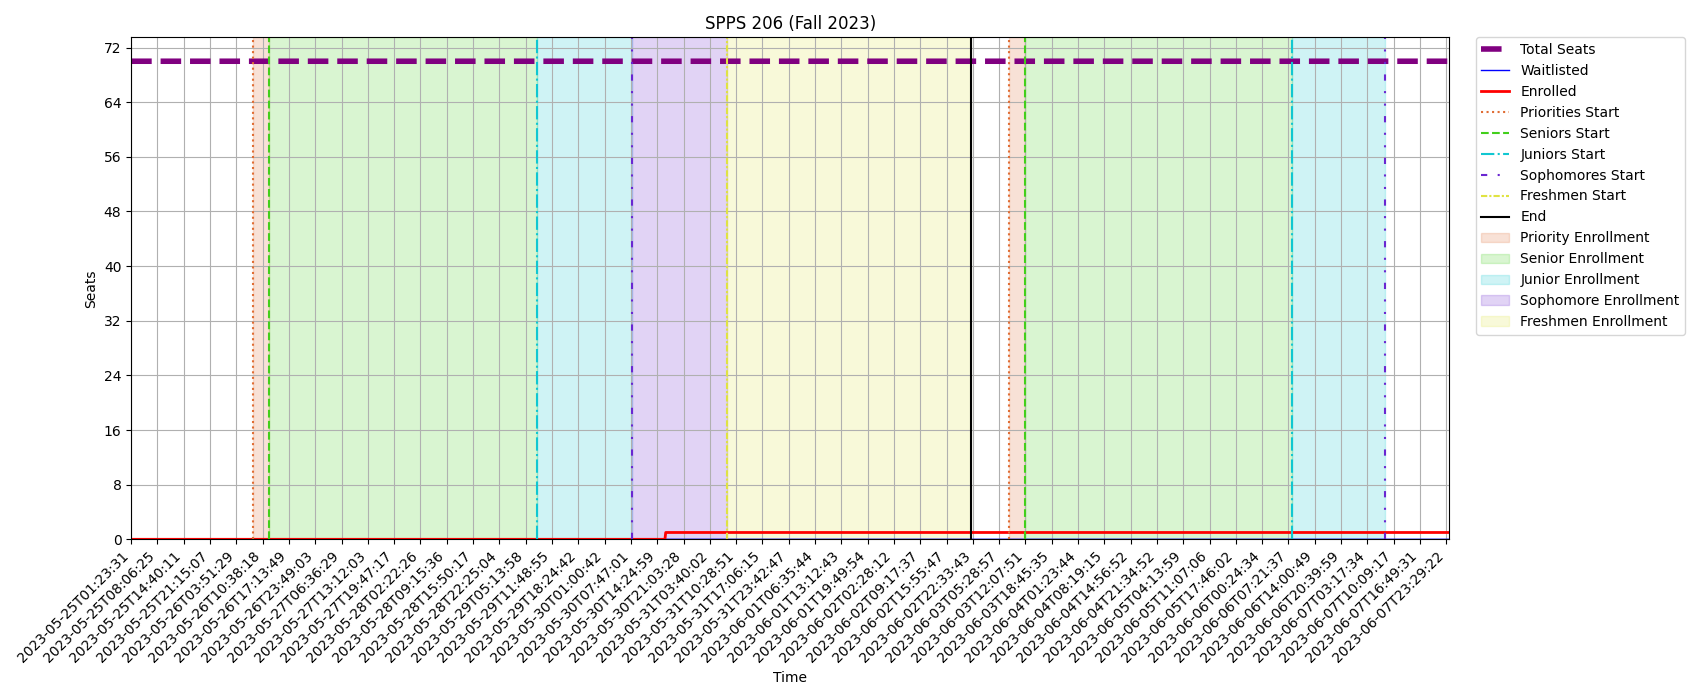 SPPS 206 (Fall 2023)
Seats
72
64
56
48
40
32
24
16
8
0
2023-05-25T01:23:31
2023-05-25T08:06:25
2023-05-25T14:40:11
2023-05-25T21:15:07
2023-05-26T03:51:29
2023-05-26T10:38:18
2023-05-26T17:13:49
2023-05-26T23:49:03
2023-05-27T06:36:29
2023-05-27T13:12:03
2023-05-27T19:47:17
2023-05-28T02:22:26
2023-05-28T09:15:36
2023-05-28T15:50:17
2023-05-28T22:25:04
2023-05-29T05:13:58
2023-05-29T11:48:55
2023-05-29T18:24:42
2023-05-30T01:00:42
2023-05-30T07:47:01
2023-05-30T14:24:59
2023-05-30T21:03:28
2023-05-31T03:40:02
2023-05-31T10:28:51
2023-05-31T17:06:15
2023-05-31T23:42:47
2023-06-01T06:35:44
2023-06-01T13:12:43
2023-06-01T19:49:54
2023-06-02T02:28:12
2023-06-02T09:17:37
2023-06-02T15:55:47
2023-06-02T22:33:43
2023-06-03T05:28:57
2023-06-03T12:07:51
2023-06-03T18:45:35
2023-06-04T01:23:44
2023-06-04T08:19:15
2023-06-04T14:56:52
2023-06-04T21:34:52
2023-06-05T04:13:59
2023-06-05T11:07:06
2023-06-05T17:46:02
2023-06-06T00:24:34
2023-06-06T07:21:37
2023-06-06T14:00:49
2023-06-06T20:39:59
2023-06-07T03:17:34
2023-06-07T10:09:17
2023-06-07T16:49:31
2023-06-07T23:29:22
Time
Total Seats
Waitlisted
Enrolled
Priorities Start
Seniors Start
Juniors Start
Sophomores Start
Freshmen Start
End
Priority Enrollment
Senior Enrollment
Junior Enrollment
Sophomore Enrollment
Freshmen Enrollment